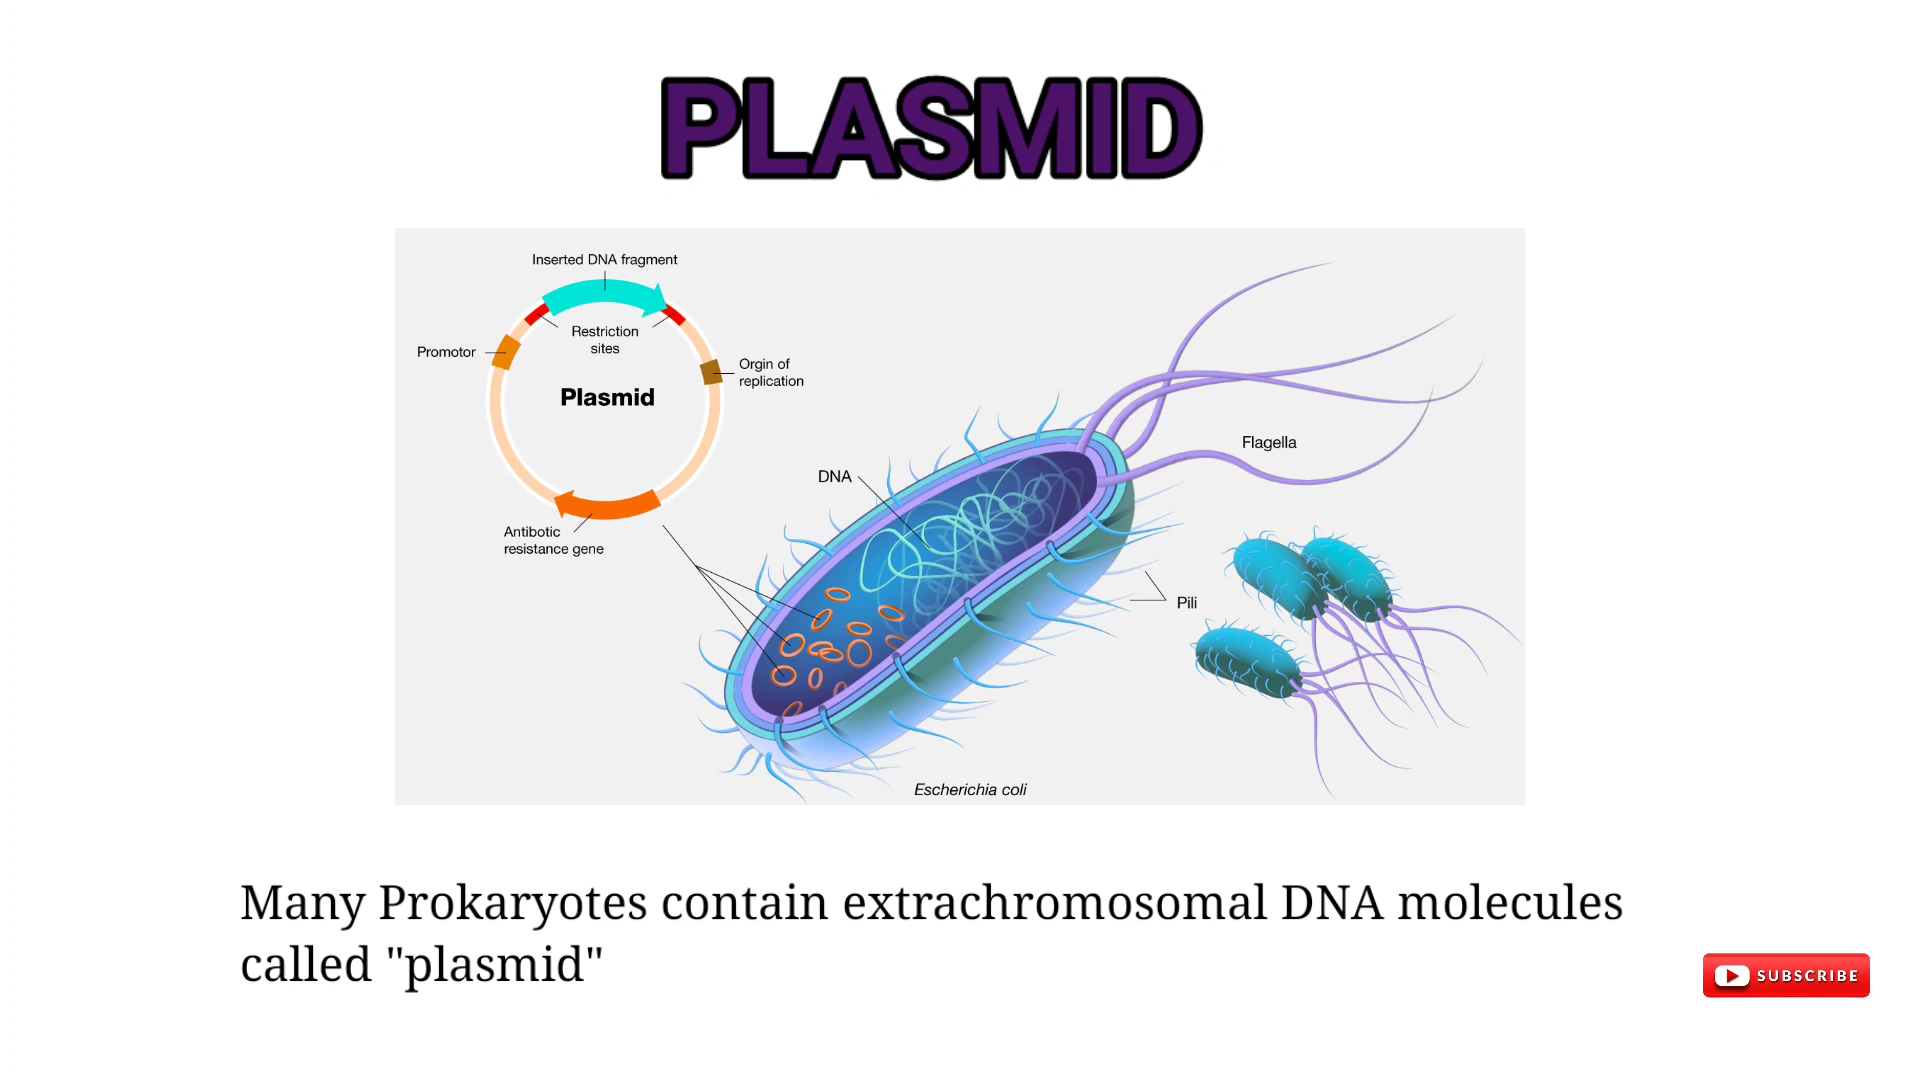 PLASMID
Inserted DNA fragment
Restriction
sites
Promotor
Orgin of
replication
Plasmid
Antibotic
resistance gene
DNA
Flagella
Pili
Escherichia coli
Many Prokaryotes contain extrachromosomal DNA molecules
called "plasmid"
SUBSCRIBE